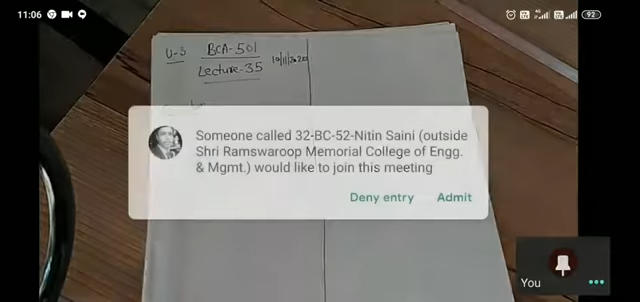 11:06
92
U-3 BCA-501
Lecture-35 10/11/2020
Someone called 32-BC-52-Nitin Saini (outside
Shri Ramswaroop Memorial College of Engg.
& Mgmt.) would like to join this meeting
Deny entry Admit
You